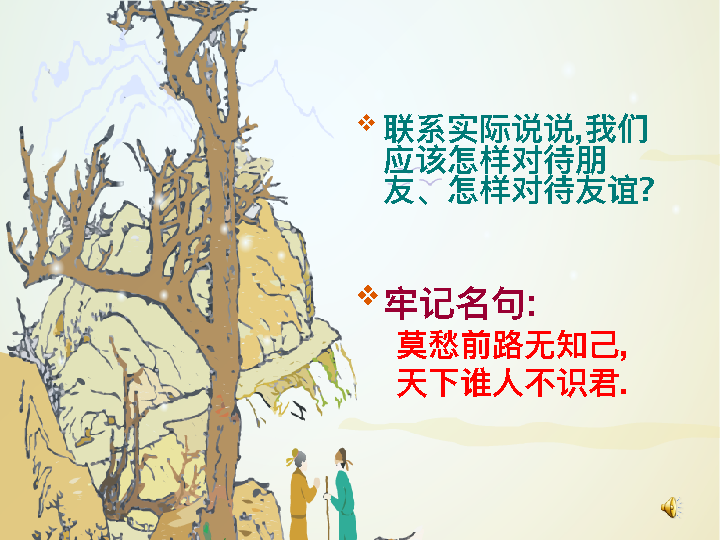 联系实际说说,我们
应该怎样对待朋
友、怎样对待友谊?
牢记名句:
莫愁前路无知己,
天下谁人不识君.